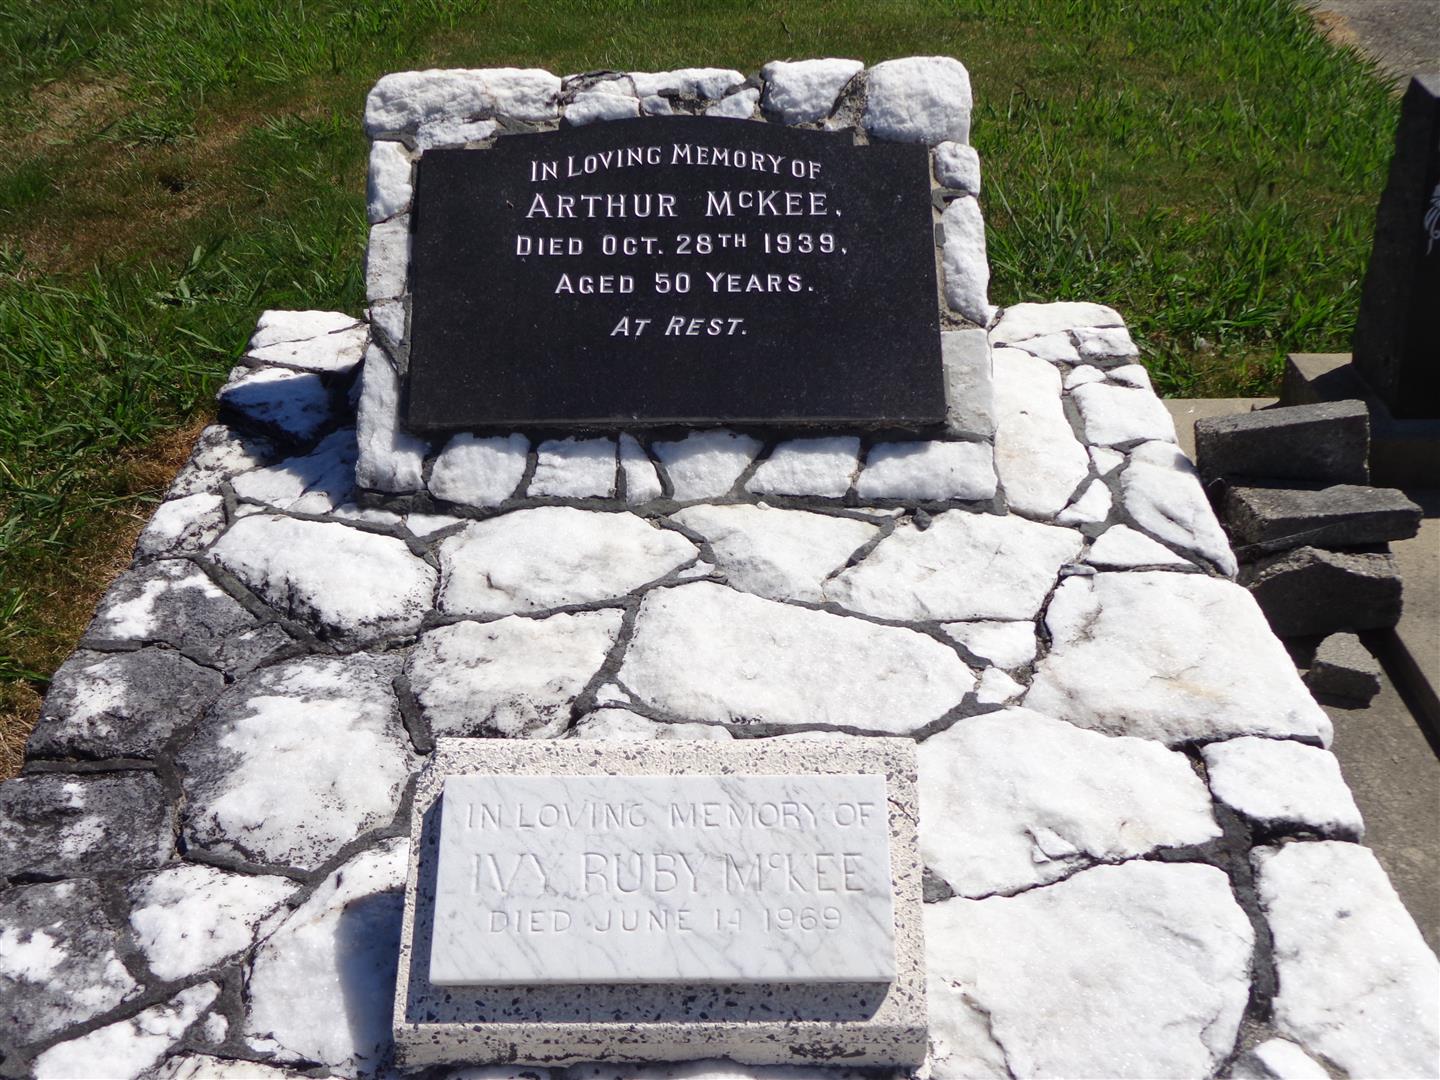 IN LOVING MEMORY OF
ARTHUR McKEE,
DIED OCT. 28TH 1939,
AGED 50 YEARS.
AT REST.
IN LOVING MEMORY OF
IVY RUBY McKEE
DIED JUNE 14 1969